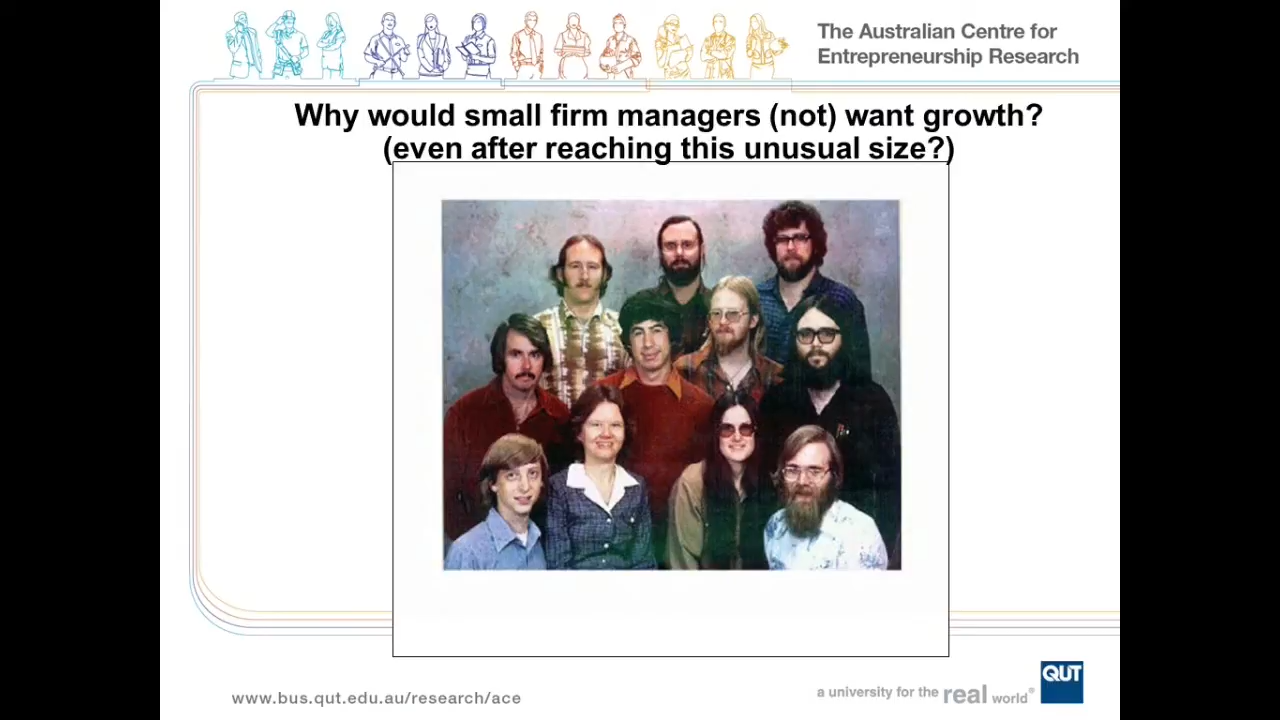 The Australian Centre for
Entrepreneurship Research
Why would small firm managers (not) want growth?
(even after reaching this unusual size?)
www.bus.qut.edu.au/research/ace
a university for the real world®
QUT